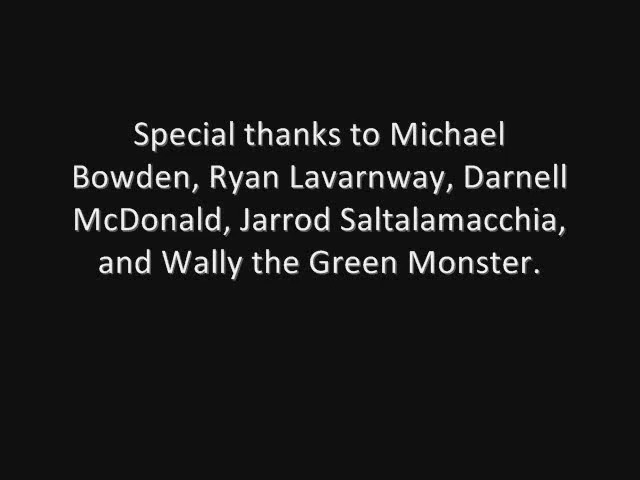 Special thanks to Michael
Bowden, Ryan Lavarnway, Darnell
McDonald, Jarrod Saltalamacchia,
and Wally the Green Monster.